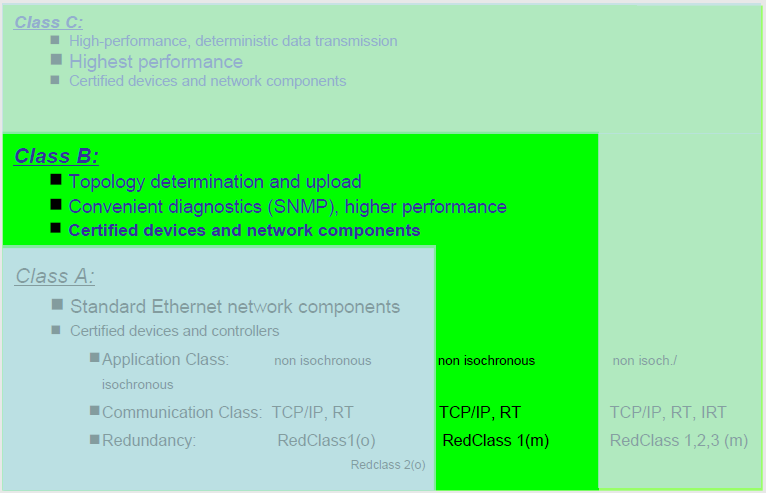 Class C:
■ High-performance, deterministic data transmission
■ Highest performance
■ Certified devices and network components
Class B:
■ Topology determination and upload
■ Convenient diagnostics (SNMP), higher performance
■ Certified devices and network components
Class A:
■ Standard Ethernet network components
■ Certified devices and controllers
■ Application Class: non isochronous non isochronous non isoch./
isochronous
■ Communication Class: TCP/IP, RT TCP/IP, RT TCP/IP, RT, IRT
■ Redundancy: RedClass1(o) RedClass 1(m) RedClass 1,2,3 (m)
Redclass 2(o)